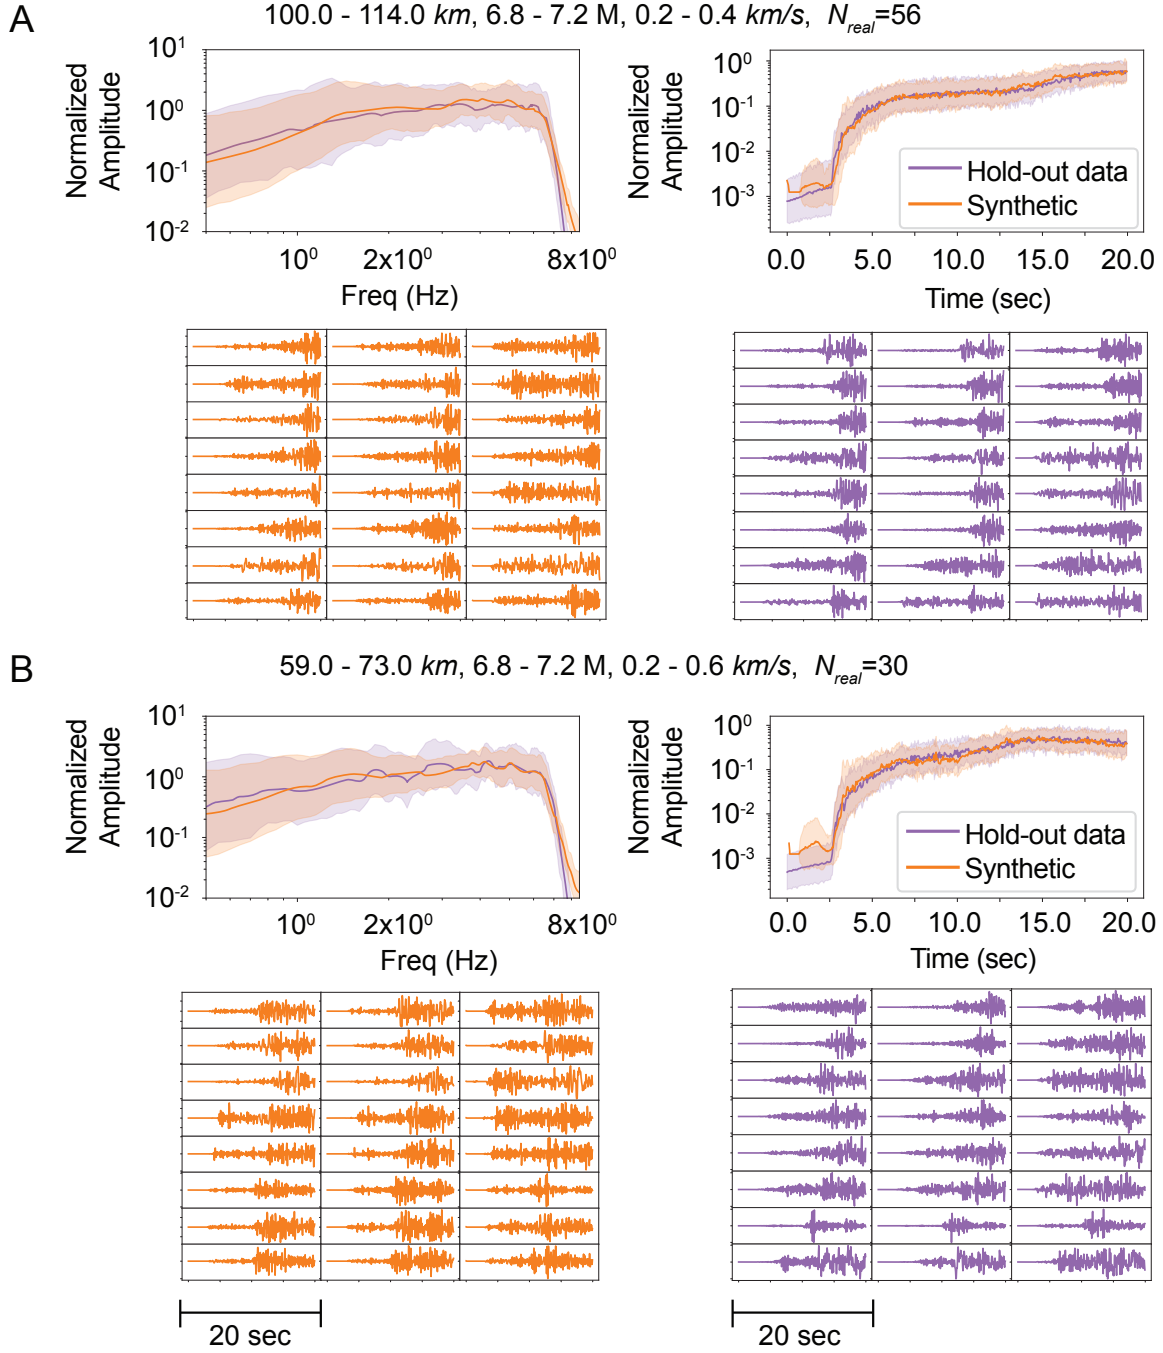 A
100.0 - 114.0 km, 6.8 - 7.2 M, 0.2 - 0.4 km/s, N_real=56
Normalized
Amplitude
10¹
10⁰
10⁻¹
10⁻²
10⁰
2x10⁰
8x10⁰
Freq (Hz)
Normalized
Amplitude
10⁰
10⁻¹
10⁻²
10⁻³
Hold-out data
Synthetic
0.0
5.0
10.0
15.0
20.0
Time (sec)
B
59.0 - 73.0 km, 6.8 - 7.2 M, 0.2 - 0.6 km/s, N_real=30
Normalized
Amplitude
10¹
10⁰
10⁻¹
10⁻²
10⁰
2x10⁰
8x10⁰
Freq (Hz)
Normalized
Amplitude
10⁰
10⁻¹
10⁻²
10⁻³
Hold-out data
Synthetic
0.0
5.0
10.0
15.0
20.0
Time (sec)
20 sec
20 sec